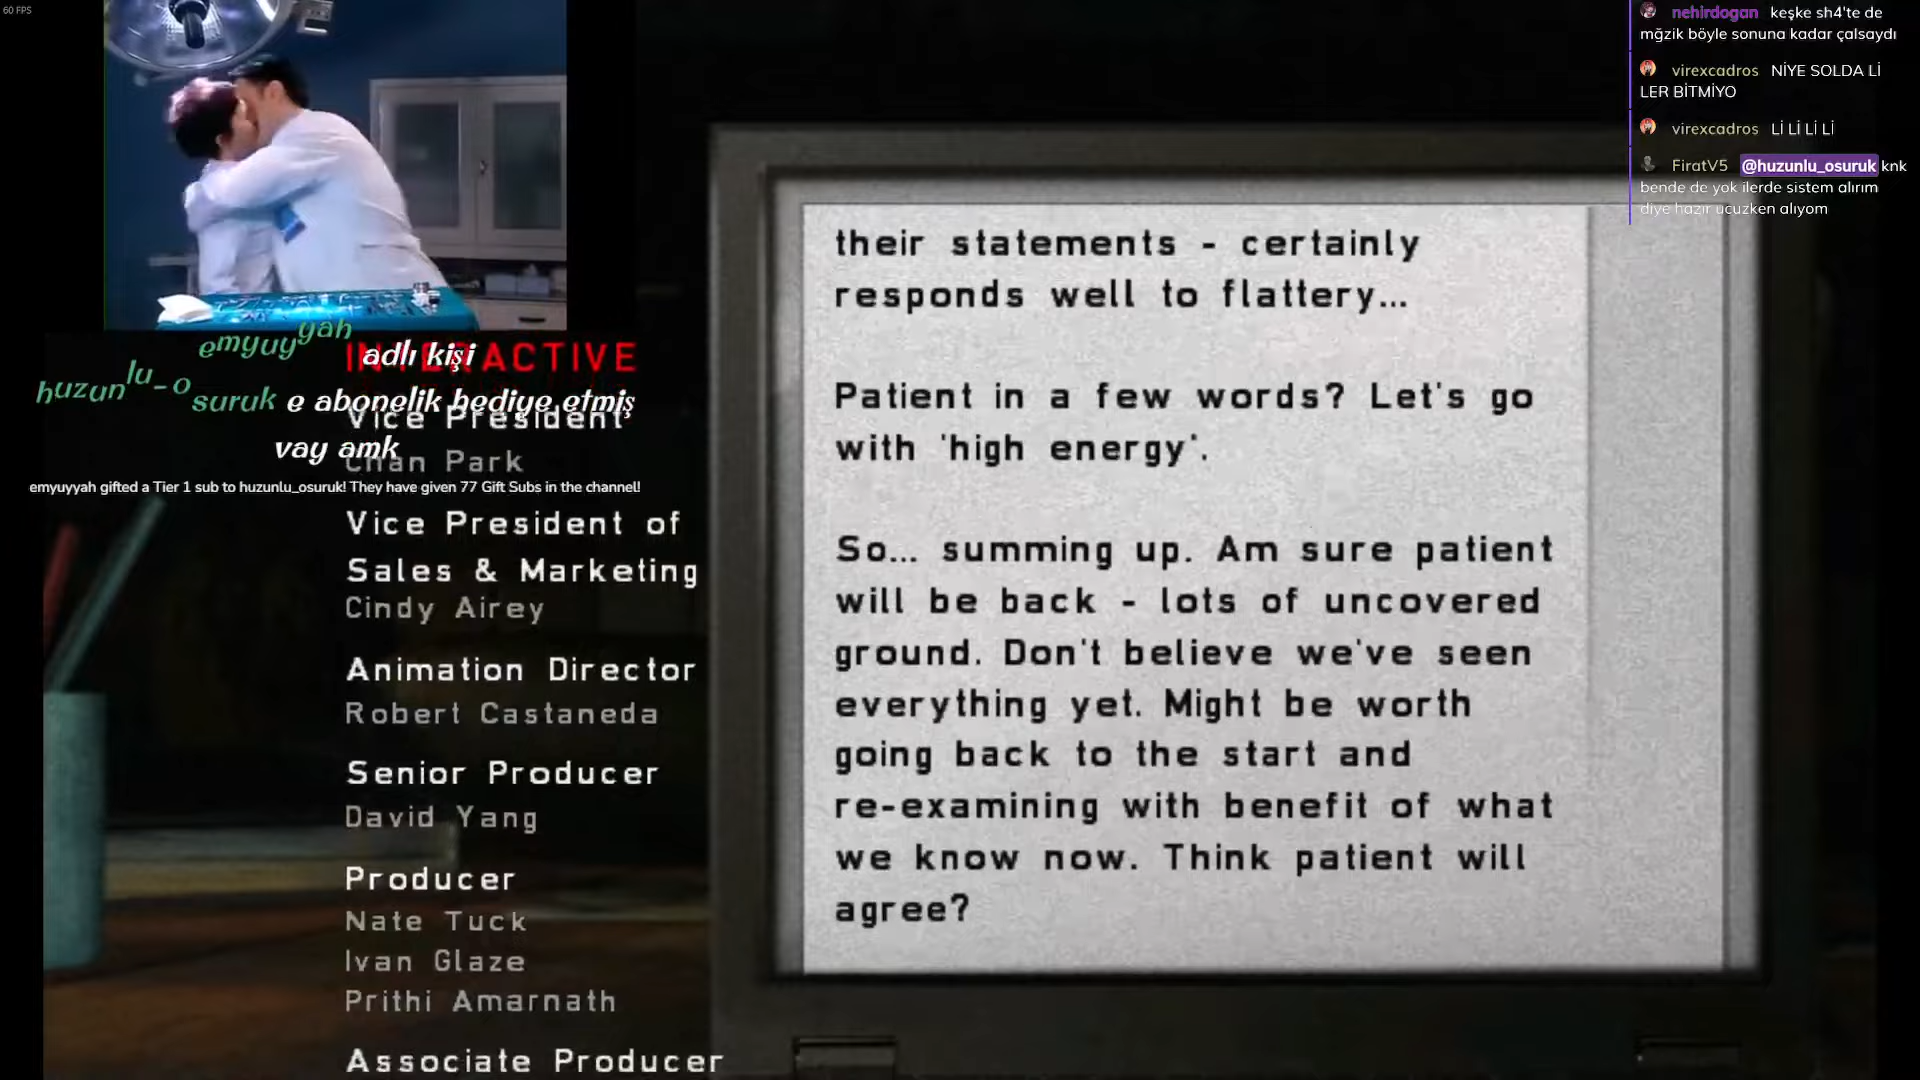 60 FPS
nehirdogan keşke sh4'te de
mğzik böyle sonuna kadar çalsaydı
virexcadros NİYE SOLDA Lİ
LER BİTMİYO
virexcadros Lİ Lİ Lİ Lİ
FiratV5 @huzunlu_osuruk knk
bende de yok ilerde sistem alırım
diye hazır ucuzken alıyom
emyuyyah adlı kişi
huzunlu_osuruk e abonelik hediye etmiş
vay amk
emyuyyah gifted a Tier 1 sub to huzunlu_osuruk! They have given 77 Gift Subs in the channel!
INTERACTIVE
Vice President
Chan Park
Vice President of
Sales & Marketing
Cindy Airey
Animation Director
Robert Castaneda
Senior Producer
David Yang
Producer
Nate Tuck
Ivan Glaze
Prithi Amarnath
Associate Producer
their statements - certainly
responds well to flattery...
Patient in a few words? Let's go
with 'high energy'.
So... summing up. Am sure patient
will be back - lots of uncovered
ground. Don't believe we've seen
everything yet. Might be worth
going back to the start and
re-examining with benefit of what
we know now. Think patient will
agree?